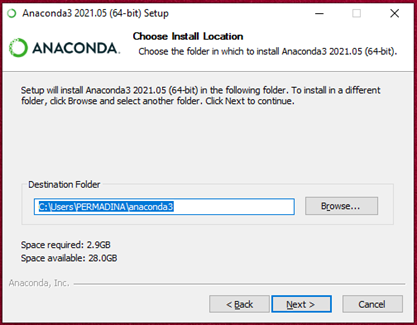 Anaconda3 2021.05 (64-bit) Setup
ANACONDA.
Choose Install Location
Choose the folder in which to install Anaconda3 2021.05 (64-bit).
Setup will install Anaconda3 2021.05 (64-bit) in the following folder. To install in a different
folder, click Browse and select another folder. Click Next to continue.
Destination Folder
C:\Users\PERMADINA\anaconda3
Browse...
Space required: 2.9GB
Space available: 28.0GB
Anaconda, Inc.
< Back
Next >
Cancel